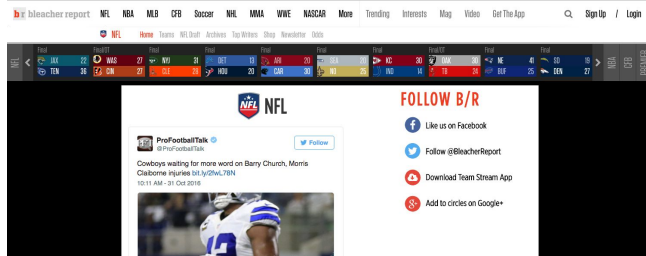 br bleacher report NFL NBA MLB CFB Soccer NHL MMA WWE NASCAR More Trending Interests Mag Video Get The App Sign Up / Login
NFL Home Teams NFL Draft Archives Top Writers Shop Newsletter Odds
Final Final/OT Final Final Final Final Final Final/OT Final Final
NFL JAX 22 WAS 27 NYJ 31 DET 13 ARI 20 SEA 20 KC 30 OAK 30 NE 41 SD 19 NBA CFB
TEN 36 CIN 27 CLE 28 HOU 20 CAR 30 NO IND 14 TB 24 BUF 25 DEN 27
NFL
FOLLOW B/R
ProFootballTalk
@ProFootballTalk
Follow
Cowboys waiting for more word on Barry Church, Morris
Claiborne injuries bit.ly/2fwL78N
10:11 AM - 31 Oct 2016
Like us on Facebook
Follow @BleacherReport
Download Team Stream App
Add to circles on Google+